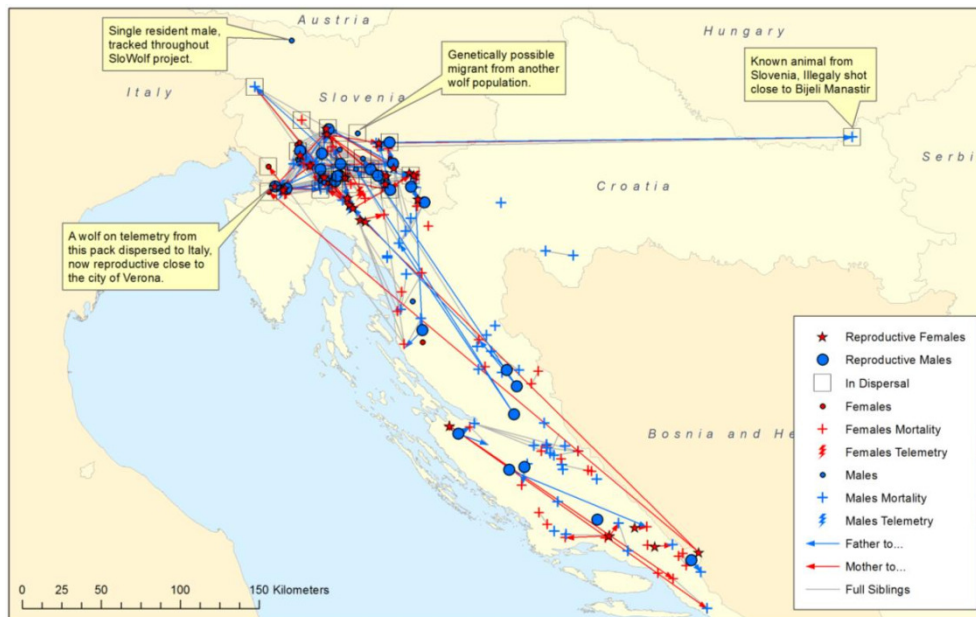 Austria
Single resident male,
tracked throughout
SloWolf project.
Hungary
Genetically possible
migrant from another
wolf population.
Known animal from
Slovenia, Illegaly shot
close to Bijeli Manastir
Italy
Slovenia
Serbi
Croatia
A wolf on telemetry from
this pack dispersed to Italy,
now reproductive close to
the city of Verona.
Bosnia and He
Reproductive Females
Reproductive Males
In Dispersal
Females
Females Mortality
Females Telemetry
Males
Males Mortality
Males Telemetry
Father to...
Mother to...
Full Siblings
0 25 50 100 150 Kilometers